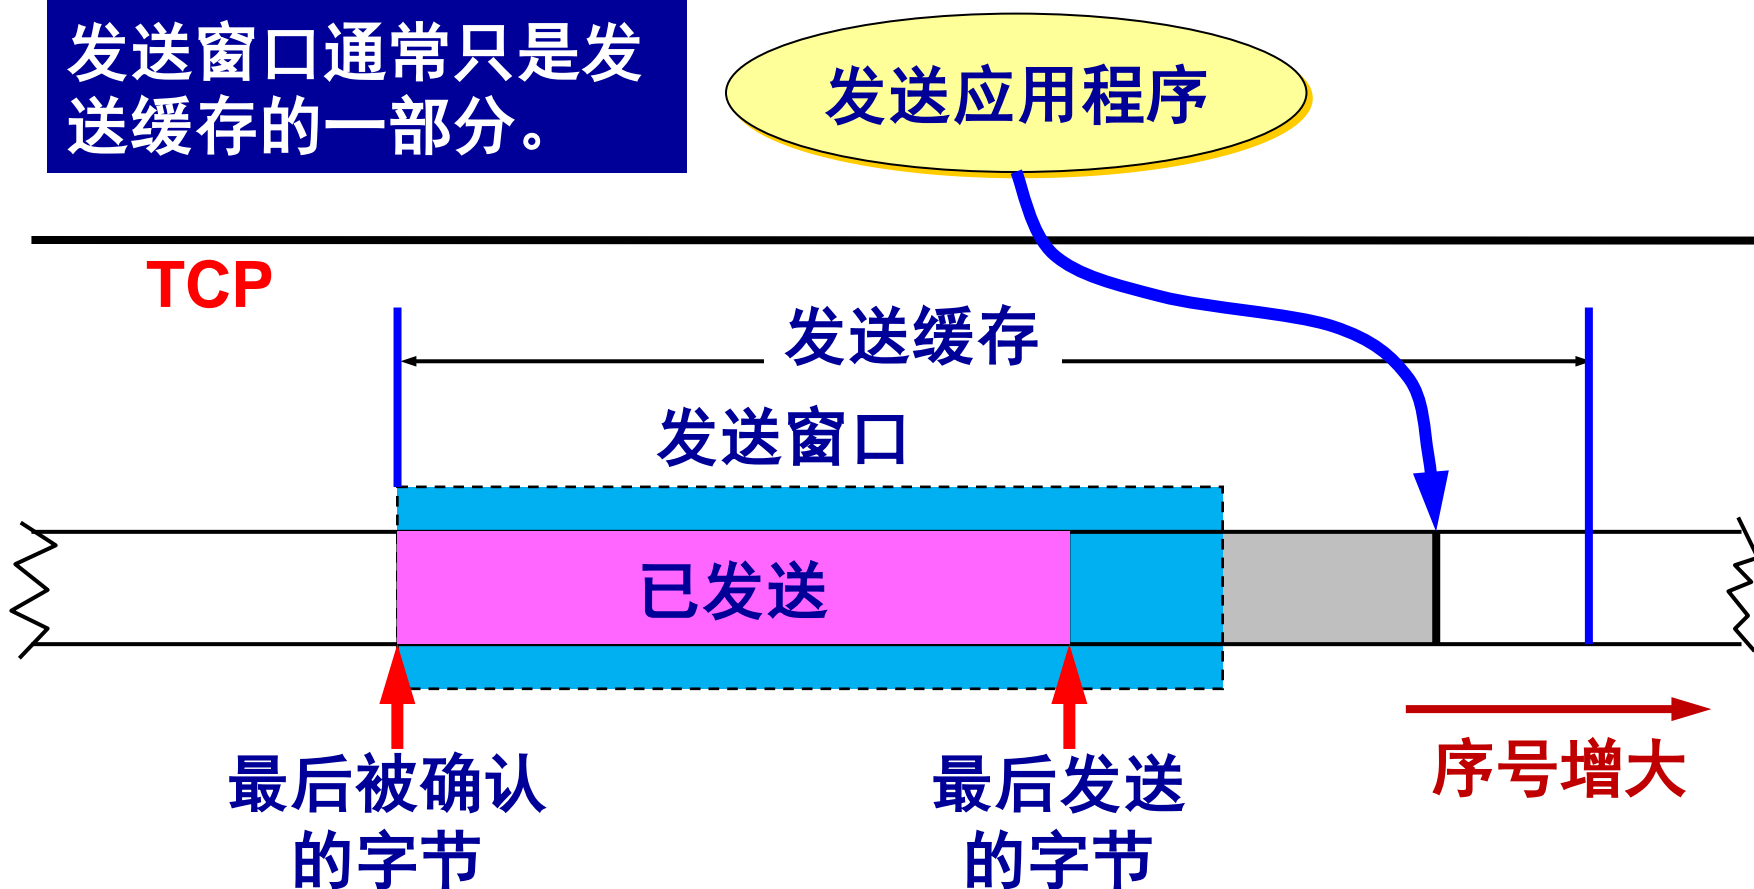 发送窗口通常只是发
送缓存的一部分。
发送应用程序
TCP
发送缓存
发送窗口
已发送
最后被确认
的字节
最后发送
的字节
序号增大